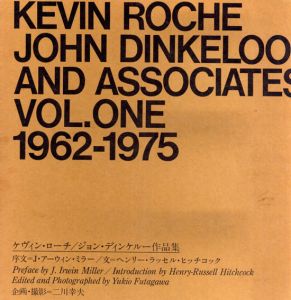 KEVIN ROCHE
JOHN DINKELOO
AND ASSOCIATES
VOL.ONE
1962-1975
ケヴィン・ローチ/ジョン・ディンケルー作品集
序文=J・アーウィン・ミラー/文=ヘンリー・ラッセル・ヒッチコック
Preface by J. Irwin Miller / Introduction by Henry-Russell Hitchcock
Edited and Photographed by Yukio Futagawa
企画・撮影=二川幸夫